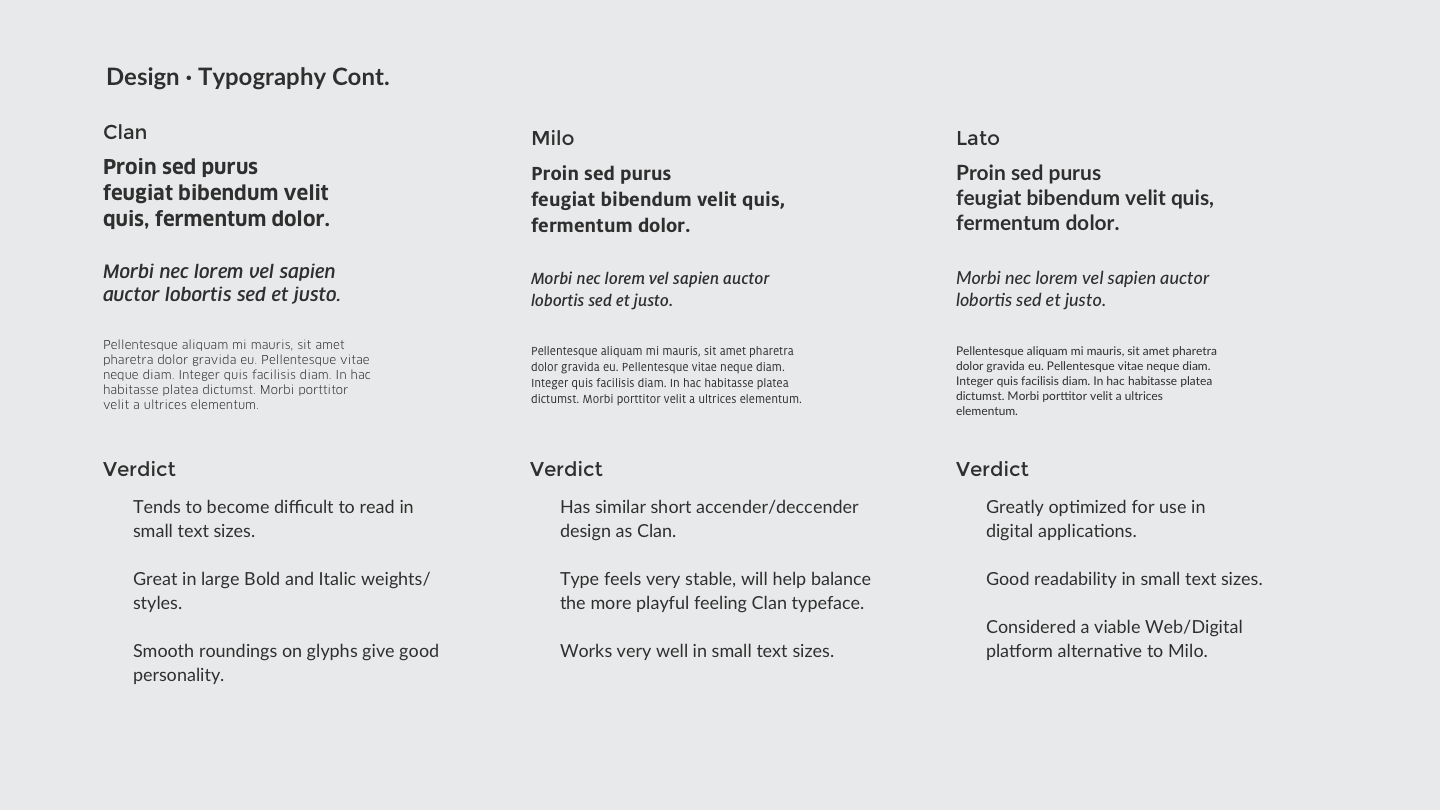 Design · Typography Cont.
Clan
Proin sed purus
feugiat bibendum velit
quis, fermentum dolor.
Morbi nec lorem vel sapien
auctor lobortis sed et justo.
Pellentesque aliquam mi mauris, sit amet
pharetra dolor gravida eu. Pellentesque vitae
neque diam. Integer quis facilisis diam. In hac
habitasse platea dictumst. Morbi porttitor
velit a ultrices elementum.
Verdict
Tends to become difficult to read in
small text sizes.
Great in large Bold and Italic weights/
styles.
Smooth roundings on glyphs give good
personality.
Milo
Proin sed purus
feugiat bibendum velit quis,
fermentum dolor.
Morbi nec lorem vel sapien auctor
lobortis sed et justo.
Pellentesque aliquam mi mauris, sit amet pharetra
dolor gravida eu. Pellentesque vitae neque diam.
Integer quis facilisis diam. In hac habitasse platea
dictumst. Morbi porttitor velit a ultrices elementum.
Verdict
Has similar short accender/deccender
design as Clan.
Type feels very stable, will help balance
the more playful feeling Clan typeface.
Works very well in small text sizes.
Lato
Proin sed purus
feugiat bibendum velit quis,
fermentum dolor.
Morbi nec lorem vel sapien auctor
lobortis sed et justo.
Pellentesque aliquam mi mauris, sit amet pharetra
dolor gravida eu. Pellentesque vitae neque diam.
Integer quis facilisis diam. In hac habitasse platea
dictumst. Morbi porttitor velit a ultrices
elementum.
Verdict
Greatly optimized for use in
digital applications.
Good readability in small text sizes.
Considered a viable Web/Digital
platform alternative to Milo.